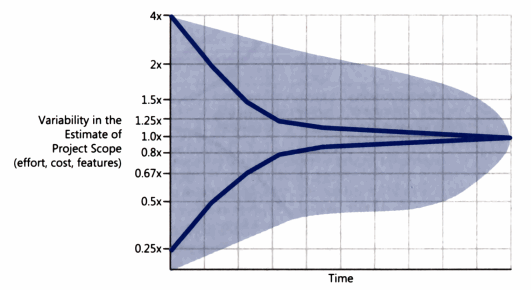 4x
2x
1.5x
1.25x
1.0x
0.8x
0.67x
0.5x
0.25x
Variability in the
Estimate of
Project Scope
(effort, cost, features)
Time